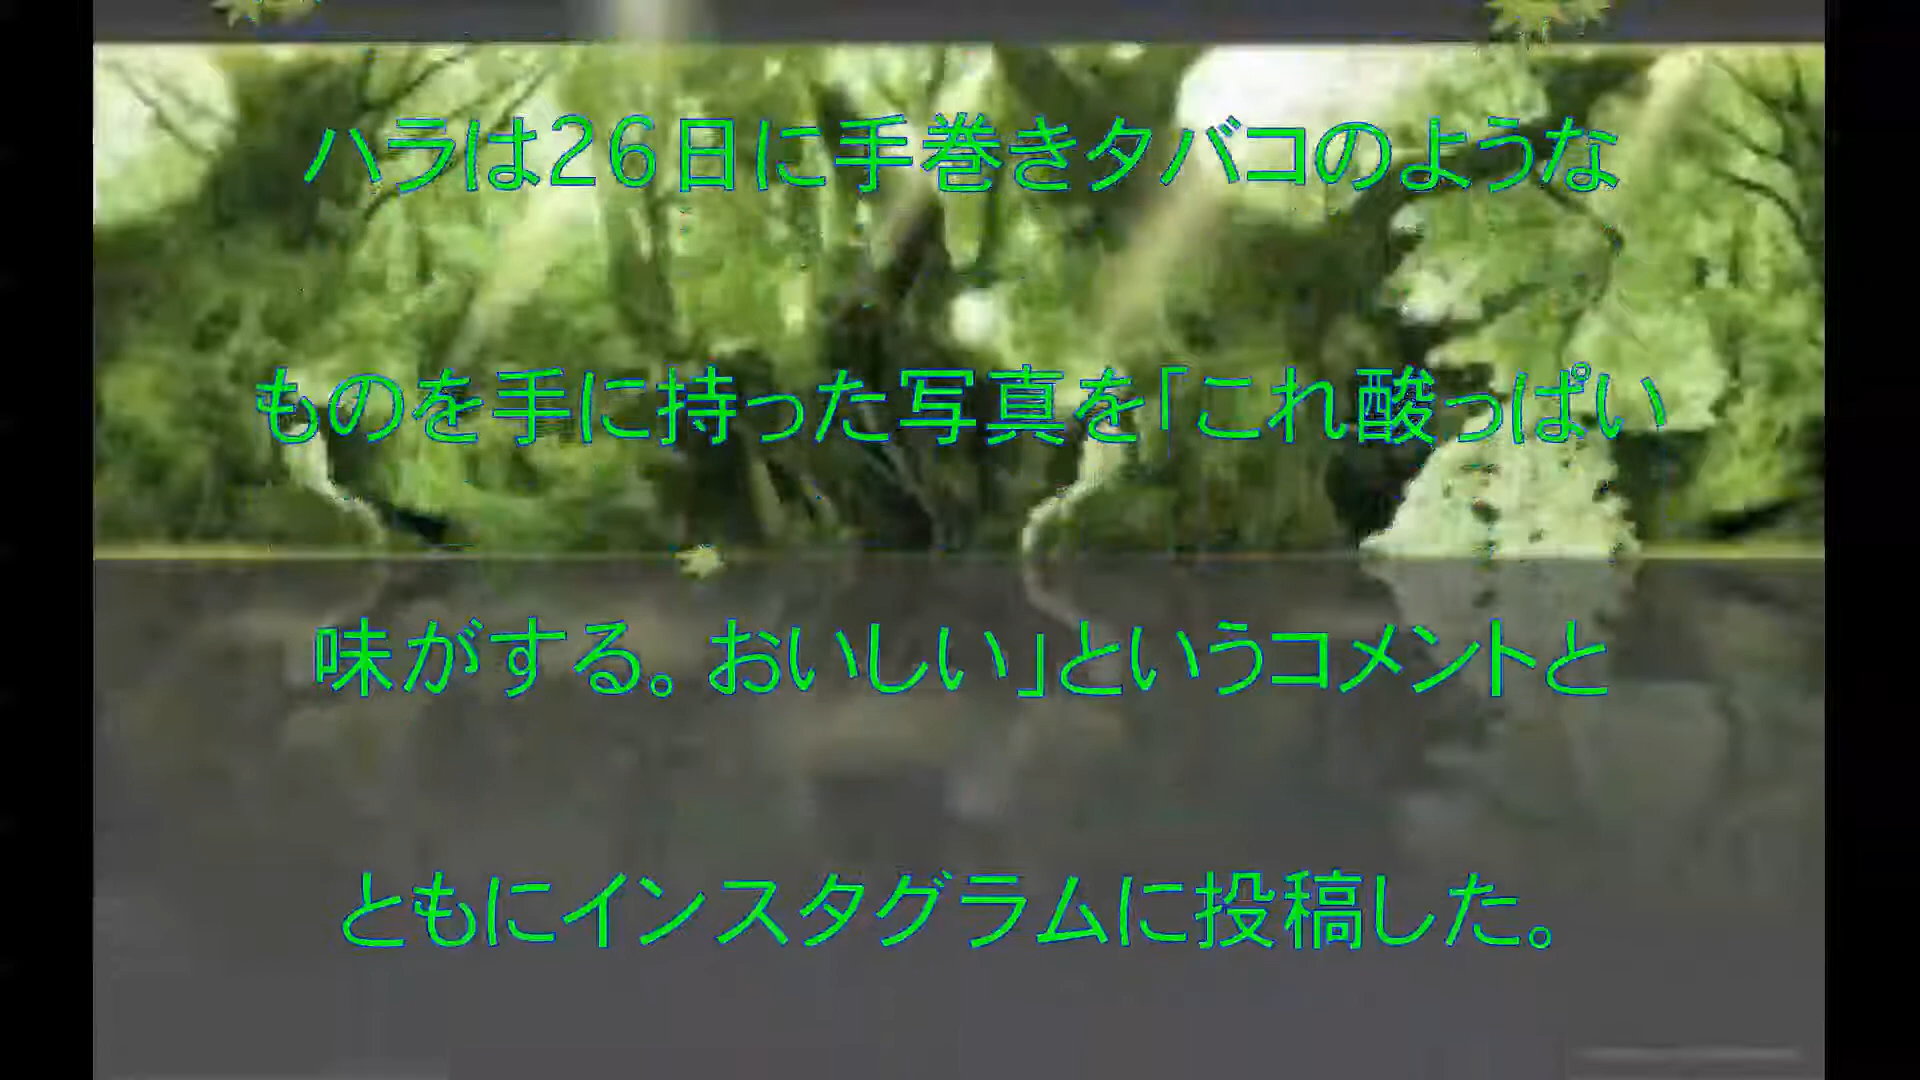 ハラは26日に手巻きタバコのような
ものを手に持った写真を「これ酸っぱい
味がする。おいしい」というコメントと
ともにインスタグラムに投稿した。